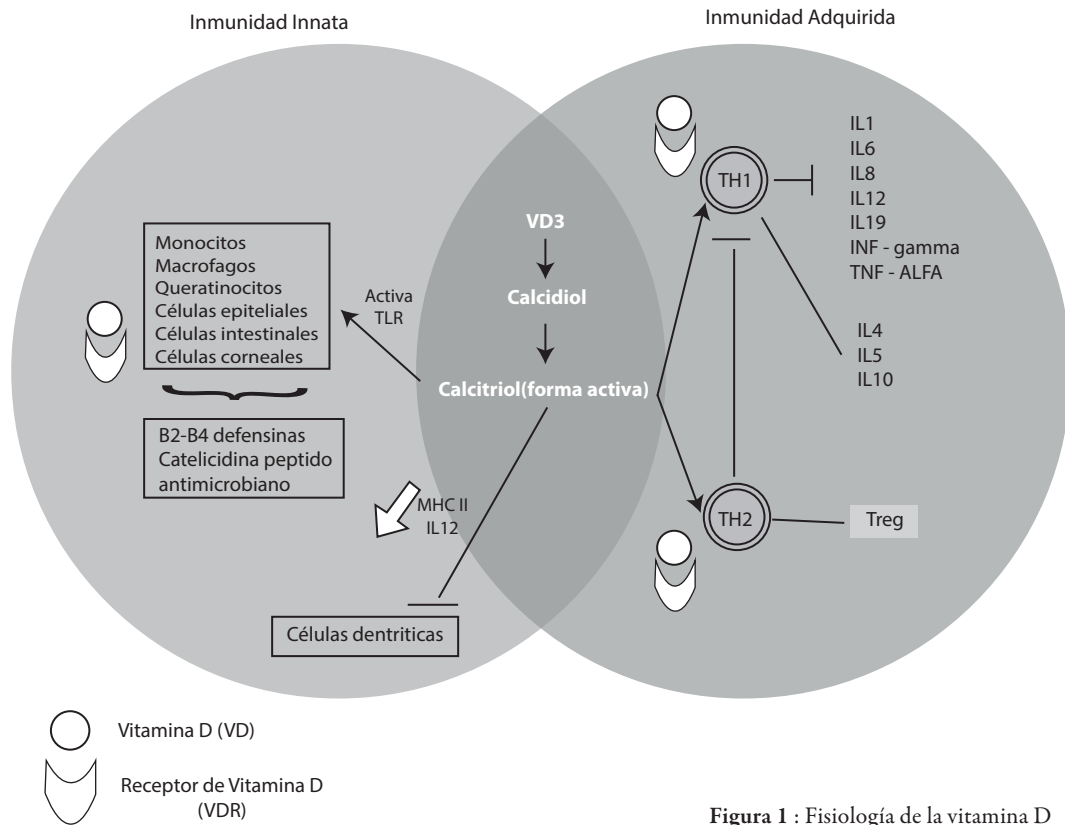 Inmunidad Innata
Inmunidad Adquirida
IL1
IL6
IL8
IL12
IL19
INF - gamma
TNF - ALFA
TH1
VD3
Calcidiol
Calcitriol(forma activa)
Monocitos
Macrofagos
Queratinocitos
Células epiteliales
Células intestinales
Células corneales
Activa
TLR
IL4
IL5
IL10
B2-B4 defensinas
Catelicidina peptido
antimicrobiano
MHC II
IL12
TH2
Treg
Células dentriticas
Vitamina D (VD)
Receptor de Vitamina D
(VDR)
Figura 1 : Fisiología de la vitamina D